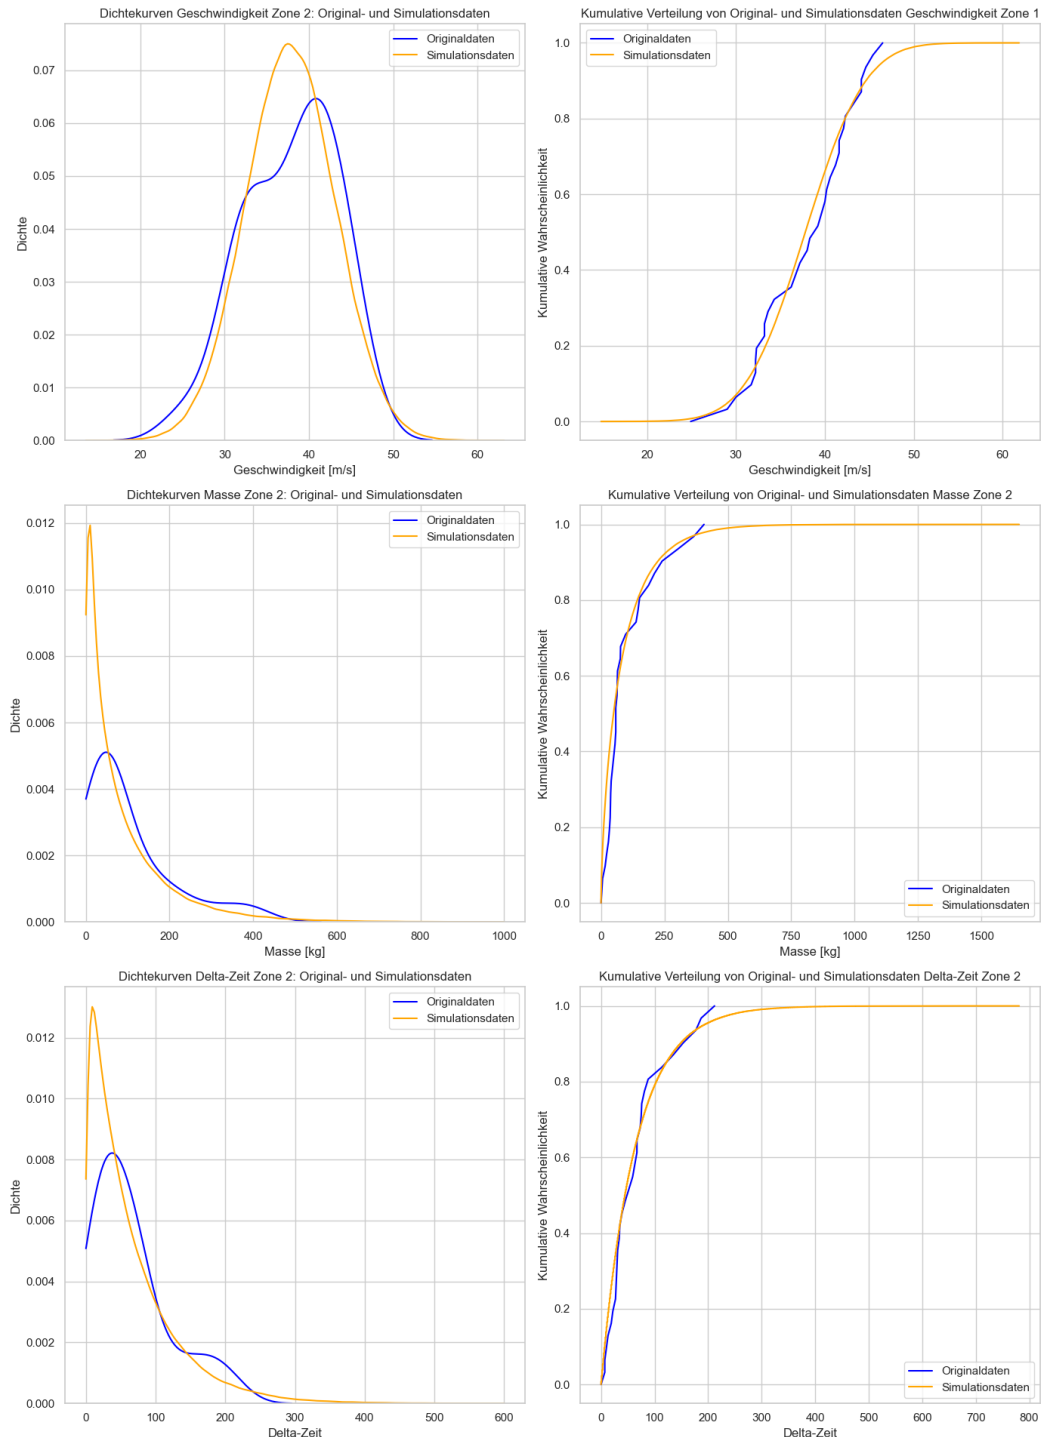 Dichtekurven Geschwindigkeit Zone 2: Original- und Simulationsdaten
Originaldaten
Simulationsdaten
0.07
0.06
0.05
0.04
0.03
0.02
0.01
0.00
Dichte
20
30
40
50
60
Geschwindigkeit [m/s]
Kumulative Verteilung von Original- und Simulationsdaten Geschwindigkeit Zone 1
Originaldaten
Simulationsdaten
1.0
0.8
0.6
0.4
0.2
0.0
Kumulative Wahrscheinlichkeit
20
30
40
50
60
Geschwindigkeit [m/s]
Dichtekurven Masse Zone 2: Original- und Simulationsdaten
Originaldaten
Simulationsdaten
0.012
0.010
0.008
0.006
0.004
0.002
0.000
Dichte
0
200
400
600
800
1000
Masse [kg]
Kumulative Verteilung von Original- und Simulationsdaten Masse Zone 2
1.0
0.8
0.6
0.4
0.2
0.0
Kumulative Wahrscheinlichkeit
Originaldaten
Simulationsdaten
0
250
500
750
1000
1250
1500
Masse [kg]
Dichtekurven Delta-Zeit Zone 2: Original- und Simulationsdaten
Originaldaten
Simulationsdaten
0.012
0.010
0.008
0.006
0.004
0.002
0.000
Dichte
0
100
200
300
400
500
600
Delta-Zeit
Kumulative Verteilung von Original- und Simulationsdaten Delta-Zeit Zone 2
1.0
0.8
0.6
0.4
0.2
0.0
Kumulative Wahrscheinlichkeit
Originaldaten
Simulationsdaten
0
100
200
300
400
500
600
700
800
Delta-Zeit